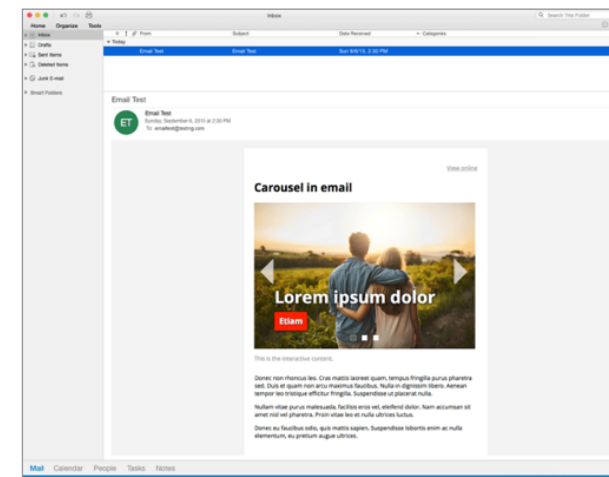 Inbox
Search This Folder
Home Organize Tools
Inbox
Drafts
Sent Items
Deleted Items
Junk E-mail
Smart Folders
From Subject Date Received Categories
Today
Email Test Email Test Sun 9/6/15, 2:30 PM
Email Test
ET
Email Test
Sunday, September 6, 2015 at 2:30 PM
To: emailtest@testing.com
View online
Carousel in email
Lorem ipsum dolor
Etiam
This is the interactive content.
Donec non rhoncus leo. Cras mattis laoreet quam, tempus fringilla purus pharetra
sed. Duis et quam non arcu maximus faucibus. Nulla in dignissim libero. Aenean
tempor leo tristique efficitur fringilla. Suspendisse ut placerat nulla.
Nullam vitae purus malesuada, facilisis eros vel, eleifend dolor. Nam accumsan sit
amet nisl vel pharetra. Proin vitae leo et nulla ultrices luctus.
Donec eu faucibus odio, quis mattis sapien. Suspendisse lobortis enim ac nulla
elementum, eu pretium augue ultrices.
Mail Calendar People Tasks Notes